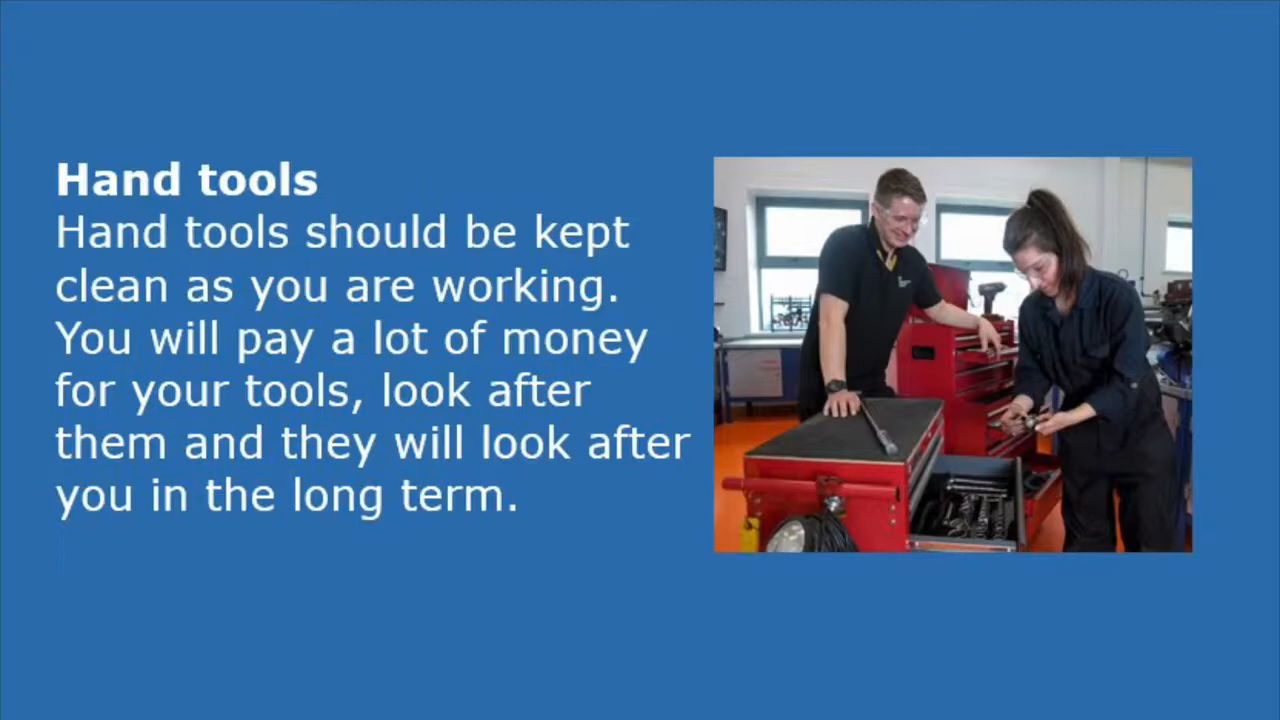 Hand tools
Hand tools should be kept
clean as you are working.
You will pay a lot of money
for your tools, look after
them and they will look after
you in the long term.